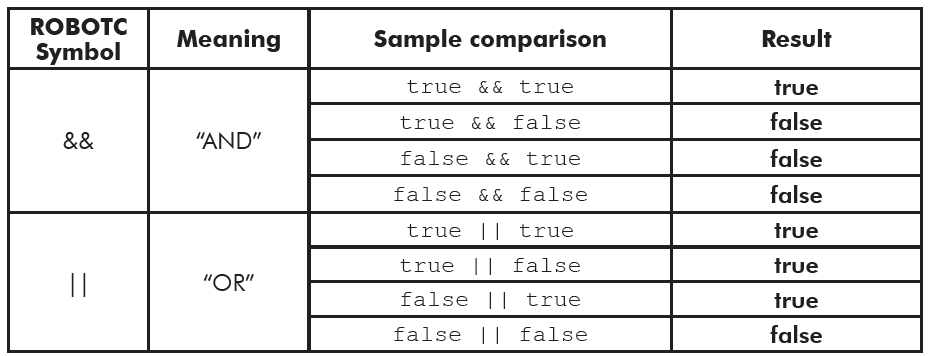 ROBOTC Symbol Meaning Sample comparison Result
&& “AND” true && true true
true && false false
false && true false
false && false false
|| “OR” true || true true
true || false true
false || true true
false || false false